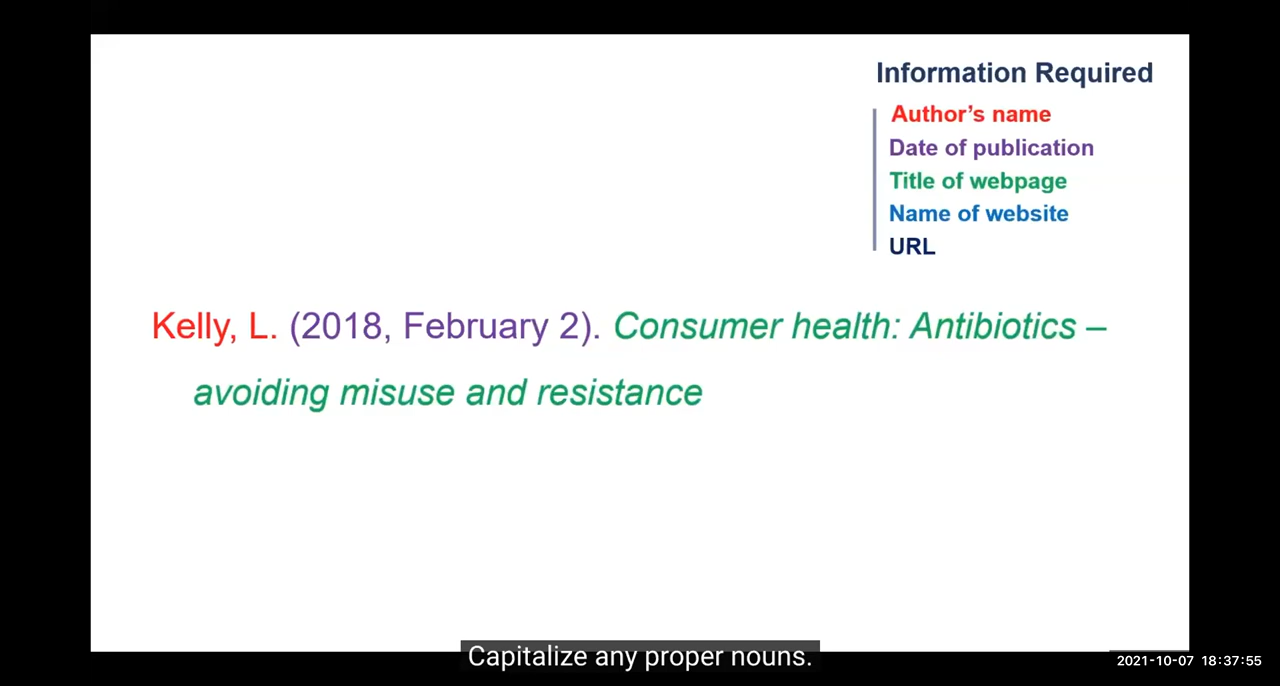 Information Required
Author’s name
Date of publication
Title of webpage
Name of website
URL
Kelly, L. (2018, February 2). Consumer health: Antibiotics –
avoiding misuse and resistance
Capitalize any proper nouns.
2021-10-07 18:37:55